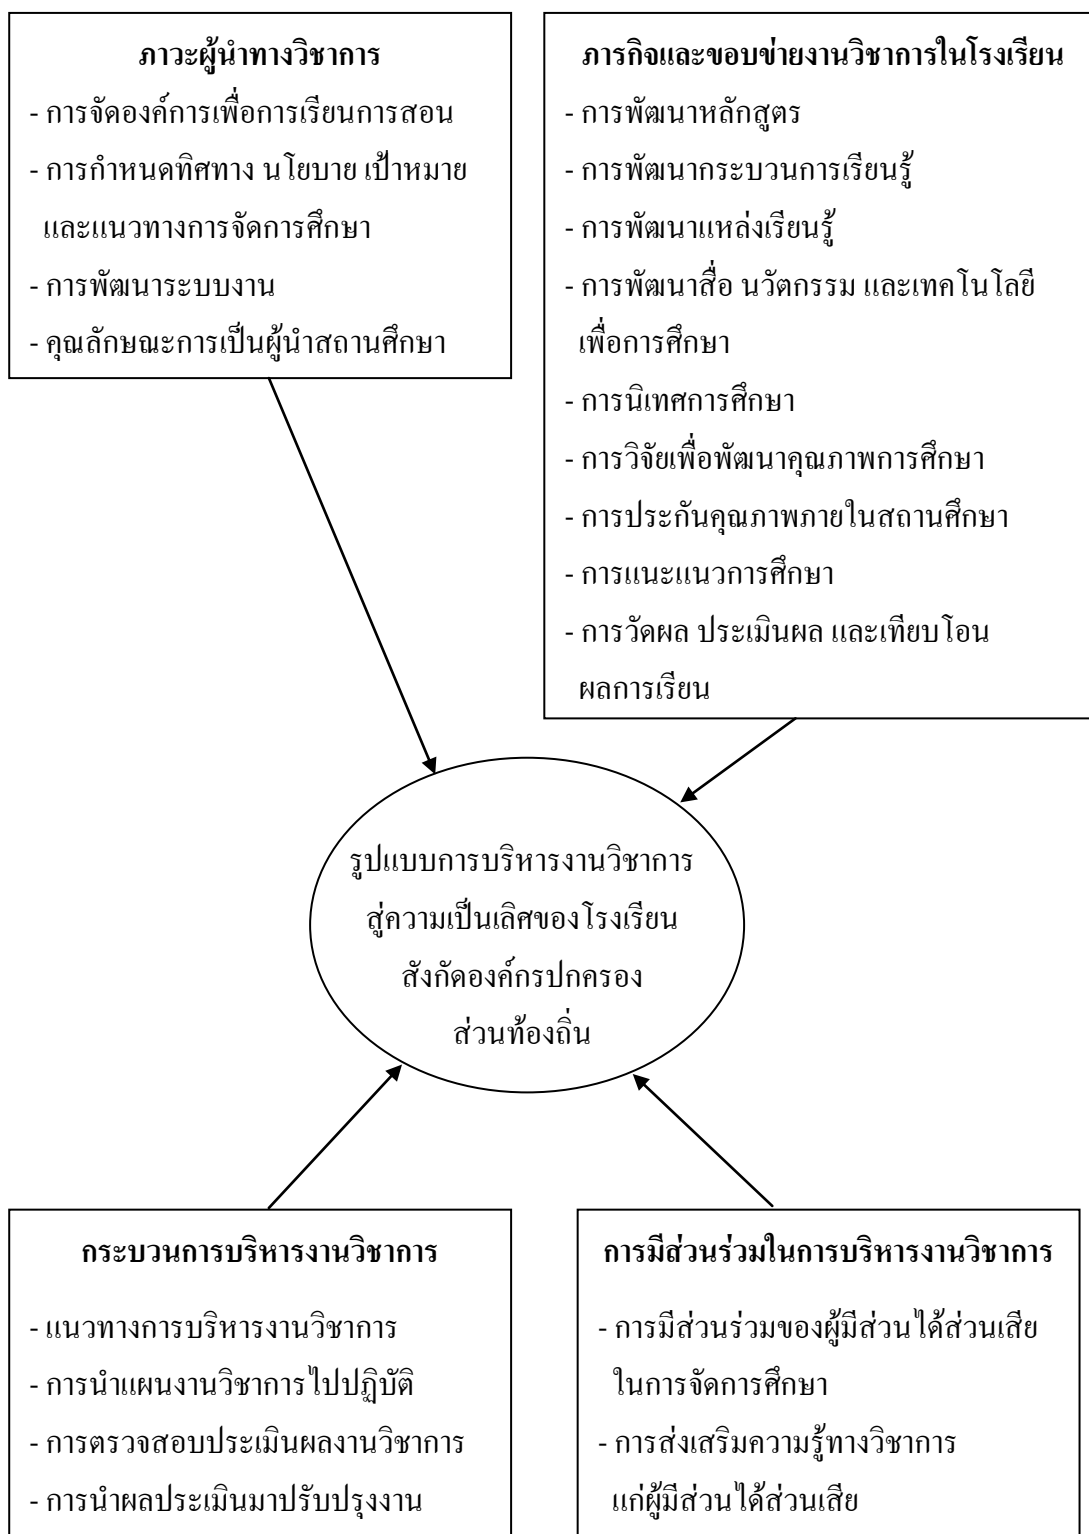 ภาวะผู้นำทางวิชาการ
- การจัดองค์การเพื่อการเรียนการสอน
- การกำหนดทิศทาง นโยบาย เป้าหมาย
และแนวทางการจัดการศึกษา
- การพัฒนาระบบงาน
- คุณลักษณะการเป็นผู้นำสถานศึกษา
ภารกิจและขอบข่ายงานวิชาการในโรงเรียน
- การพัฒนาหลักสูตร
- การพัฒนากระบวนการเรียนรู้
- การพัฒนาแหล่งเรียนรู้
- การพัฒนาสื่อ นวัตกรรม และเทคโนโลยี
เพื่อการศึกษา
- การนิเทศการศึกษา
- การวิจัยเพื่อพัฒนาคุณภาพการศึกษา
- การประกันคุณภาพภายในสถานศึกษา
- การแนะแนวการศึกษา
- การวัดผล ประเมินผล และเทียบโอน
ผลการเรียน
รูปแบบการบริหารงานวิชาการ
สู่ความเป็นเลิศของโรงเรียน
สังกัดองค์กรปกครอง
ส่วนท้องถิ่น
กระบวนการบริหารงานวิชาการ
- แนวทางการบริหารงานวิชาการ
- การนำแผนงานวิชาการไปปฏิบัติ
- การตรวจสอบประเมินผลงานวิชาการ
- การนำผลประเมินมาปรับปรุงงาน
การมีส่วนร่วมในการบริหารงานวิชาการ
- การมีส่วนร่วมของผู้มีส่วนได้ส่วนเสีย
ในการจัดการศึกษา
- การส่งเสริมความรู้ทางวิชาการ
แก่ผู้มีส่วนได้ส่วนเสีย